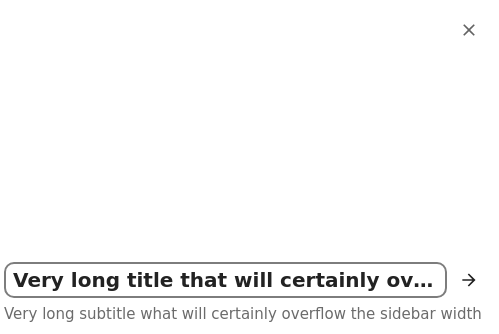 Very long title that will certainly ov…
Very long subtitle what will certainly overflow the sidebar width